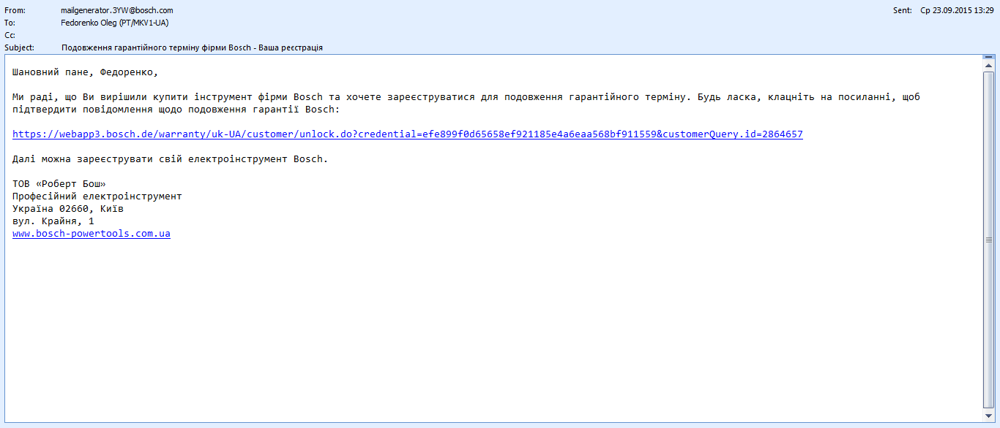 From: mailgenerator.3YW@bosch.com Sent: Ср 23.09.2015 13:29
To: Fedorenko Oleg (PT/MKV1-UA)
Cc:
Subject: Подовження гарантійного терміну фірми Bosch - Ваша реєстрація
Шановний пане, Федоренко,
Ми раді, що Ви вирішили купити інструмент фірми Bosch та хочете зареєструватися для подовження гарантійного терміну. Будь ласка, клацніть на посиланні, щоб
підтвердити повідомлення щодо подовження гарантії Bosch:
https://webapp3.bosch.de/warranty/uk-UA/customer/unlock.do?credential=efe899f0d65658ef921185e4a6eaa568bf911559&customerQuery.id=2864657
Далі можна зареєструвати свій електроінструмент Bosch.
ТОВ «Роберт Бош»
Професійний електроінструмент
Україна 02660, Київ
вул. Крайня, 1
www.bosch-powertools.com.ua